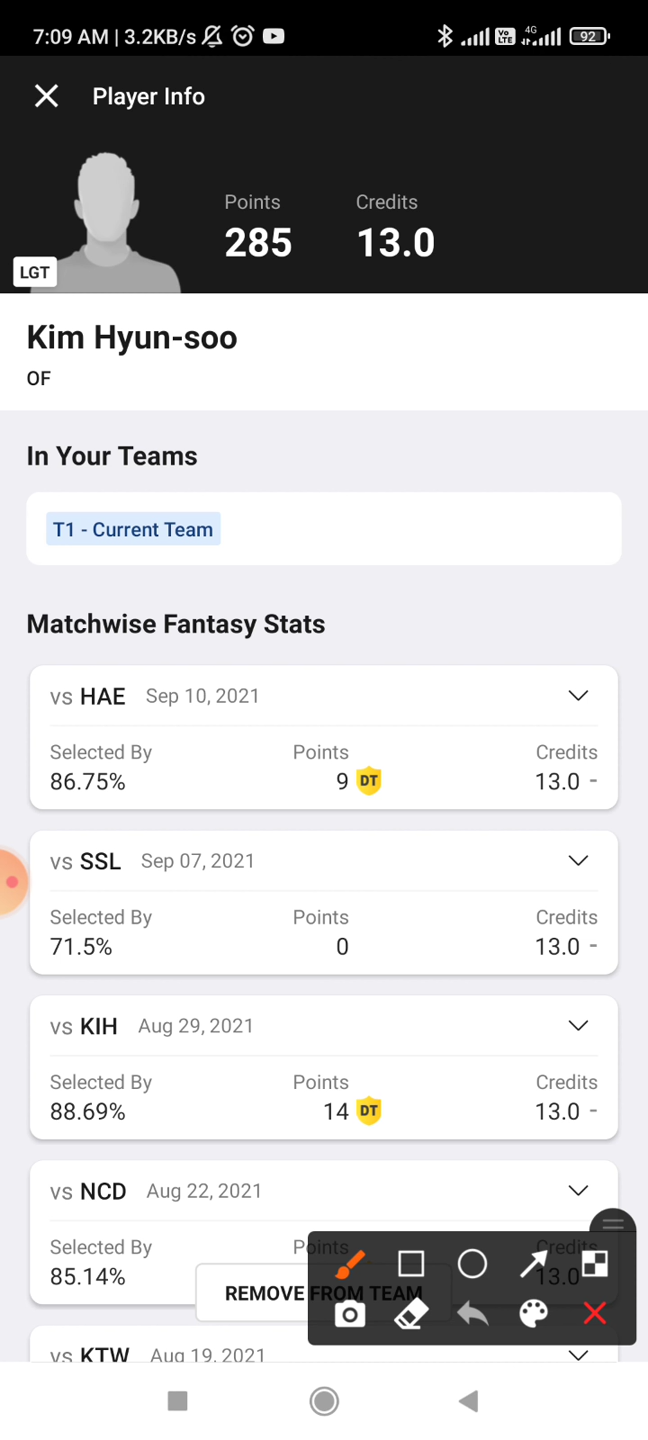 7:09 AM | 3.2KB/s Vo LTE 4G 92
Player Info
Points Credits
285 13.0
LGT
Kim Hyun-soo
OF
In Your Teams
T1 - Current Team
Matchwise Fantasy Stats
vs HAE Sep 10, 2021
Selected By Points Credits
86.75% 9 DT 13.0 -
vs SSL Sep 07, 2021
Selected By Points Credits
71.5% 0 13.0 -
vs KIH Aug 29, 2021
Selected By Points Credits
88.69% 14 DT 13.0 -
vs NCD Aug 22, 2021
Selected By Points Credits
85.14% 13.0
REMOVE FROM TEAM
vs KTW Aug 19, 2021